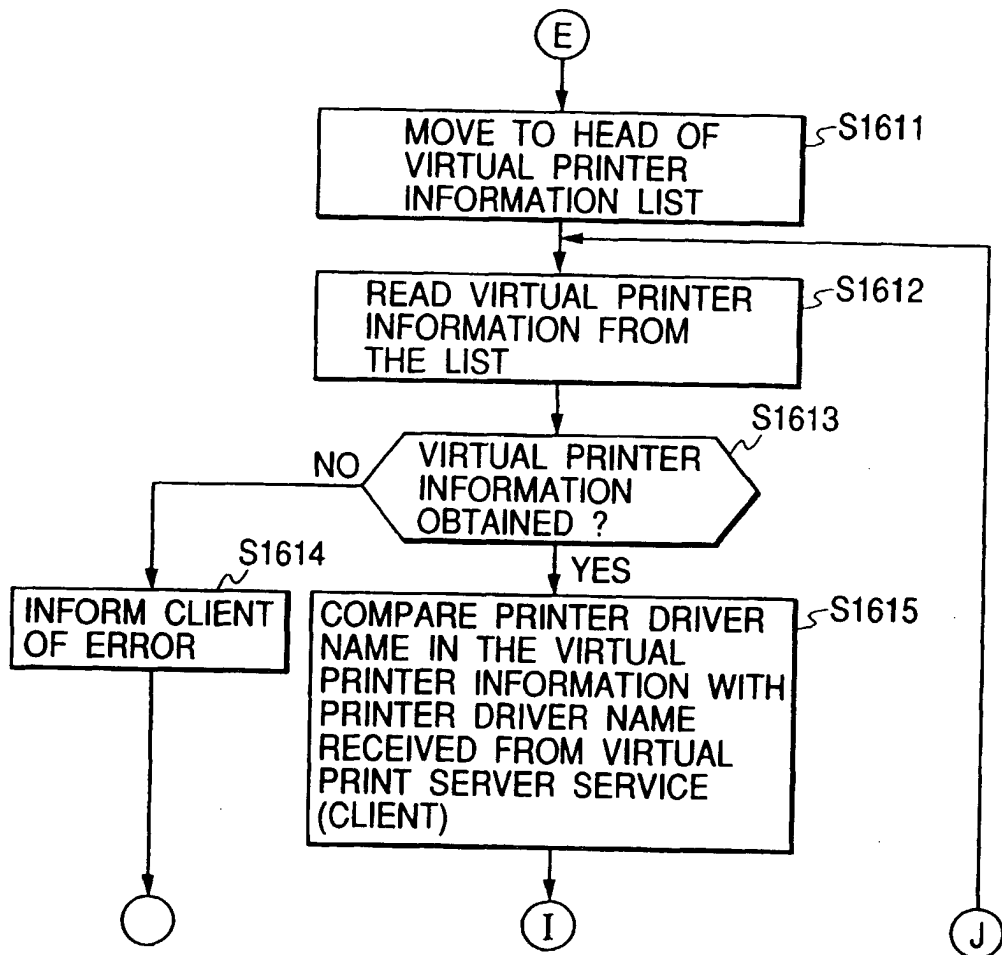 E
MOVE TO HEAD OF
VIRTUAL PRINTER
INFORMATION LIST
S1611
READ VIRTUAL PRINTER
INFORMATION FROM
THE LIST
S1612
VIRTUAL PRINTER
INFORMATION
OBTAINED ?
S1613
NO
YES
S1614
INFORM CLIENT
OF ERROR
COMPARE PRINTER DRIVER
NAME IN THE VIRTUAL
PRINTER INFORMATION WITH
PRINTER DRIVER NAME
RECEIVED FROM VIRTUAL
PRINT SERVER SERVICE
(CLIENT)
S1615
I
J